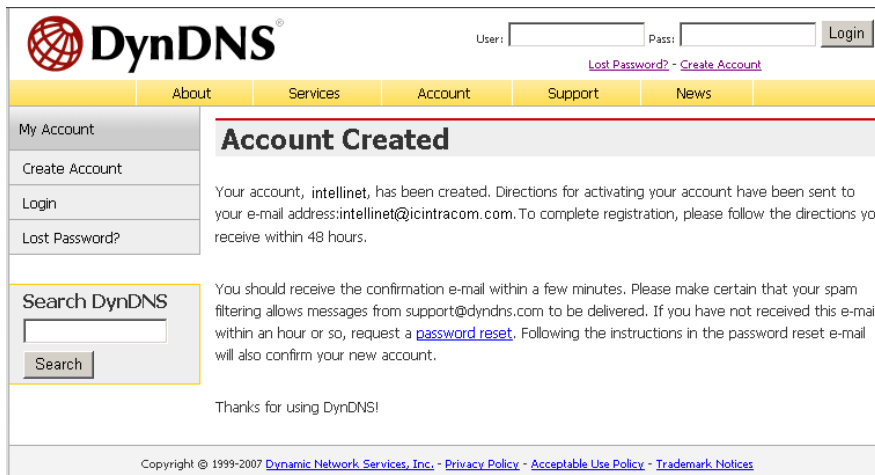 DynDNS®
User: Pass: Login
Lost Password? - Create Account
About Services Account Support News
My Account
Create Account
Login
Lost Password?
Search DynDNS
Search
Account Created
Your account, intellinet, has been created. Directions for activating your account have been sent to
your e-mail address:intellinet@icintracom.com. To complete registration, please follow the directions yo
receive within 48 hours.
You should receive the confirmation e-mail within a few minutes. Please make certain that your spam
filtering allows messages from support@dyndns.com to be delivered. If you have not received this e-mai
within an hour or so, request a password reset. Following the instructions in the password reset e-mail
will also confirm your new account.
Thanks for using DynDNS!
Copyright © 1999-2007 Dynamic Network Services, Inc. - Privacy Policy - Acceptable Use Policy - Trademark Notices